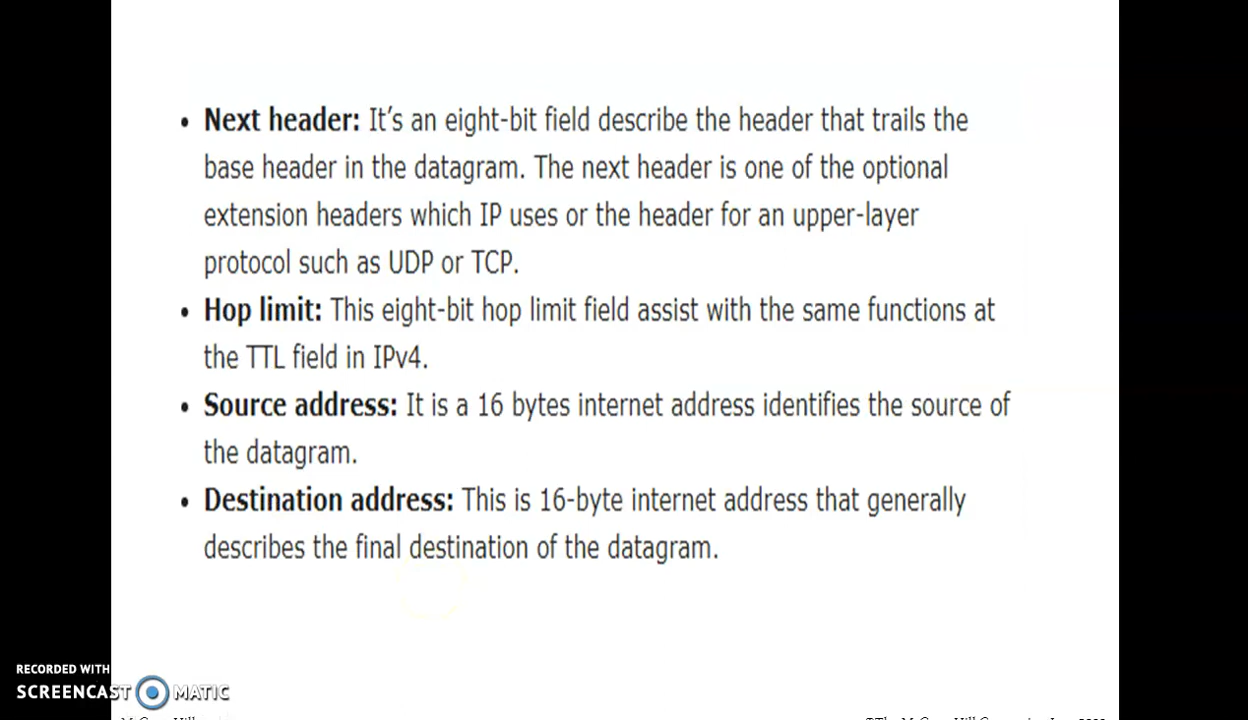 • Next header: It's an eight-bit field describe the header that trails the
base header in the datagram. The next header is one of the optional
extension headers which IP uses or the header for an upper-layer
protocol such as UDP or TCP.
• Hop limit: This eight-bit hop limit field assist with the same functions at
the TTL field in IPv4.
• Source address: It is a 16 bytes internet address identifies the source of
the datagram.
• Destination address: This is 16-byte internet address that generally
describes the final destination of the datagram.
RECORDED WITH
SCREENCAST MATIC